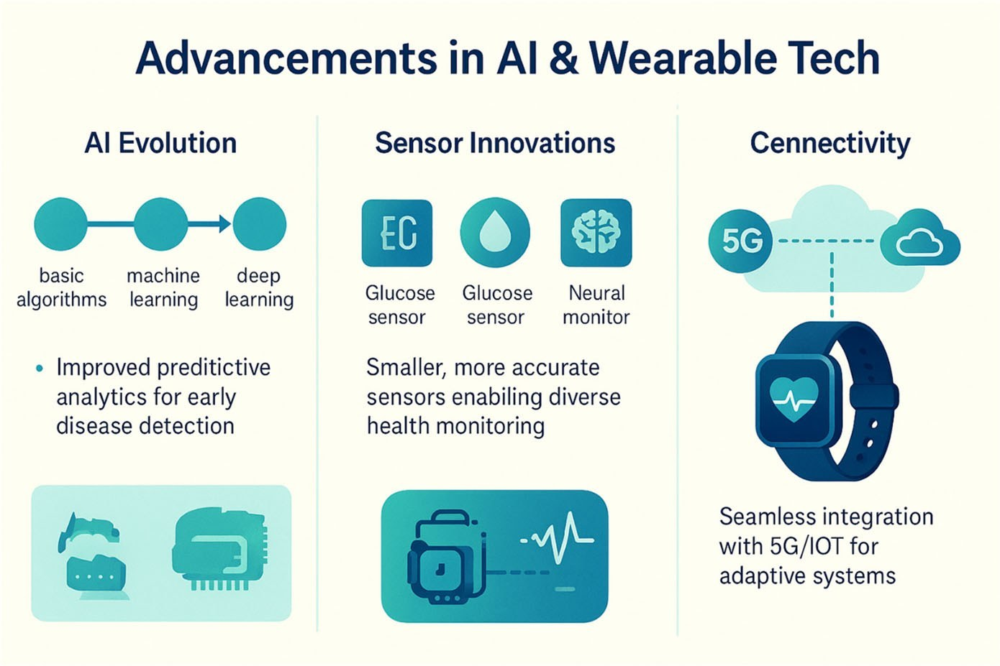 Advancements in AI & Wearable Tech
AI Evolution
basic
algorithms
machine
learning
deep
learning
• Improved preditictive
analytics for early
disease detection
Sensor Innovations
EC
Glucose
sensor
Glucose
sensor
Neural
monitor
Smaller, more accurate
sensors enabiling diverse
health monitoring
Cennectivity
5G
Seamless integration
with 5G/IOT for
adaptive systems